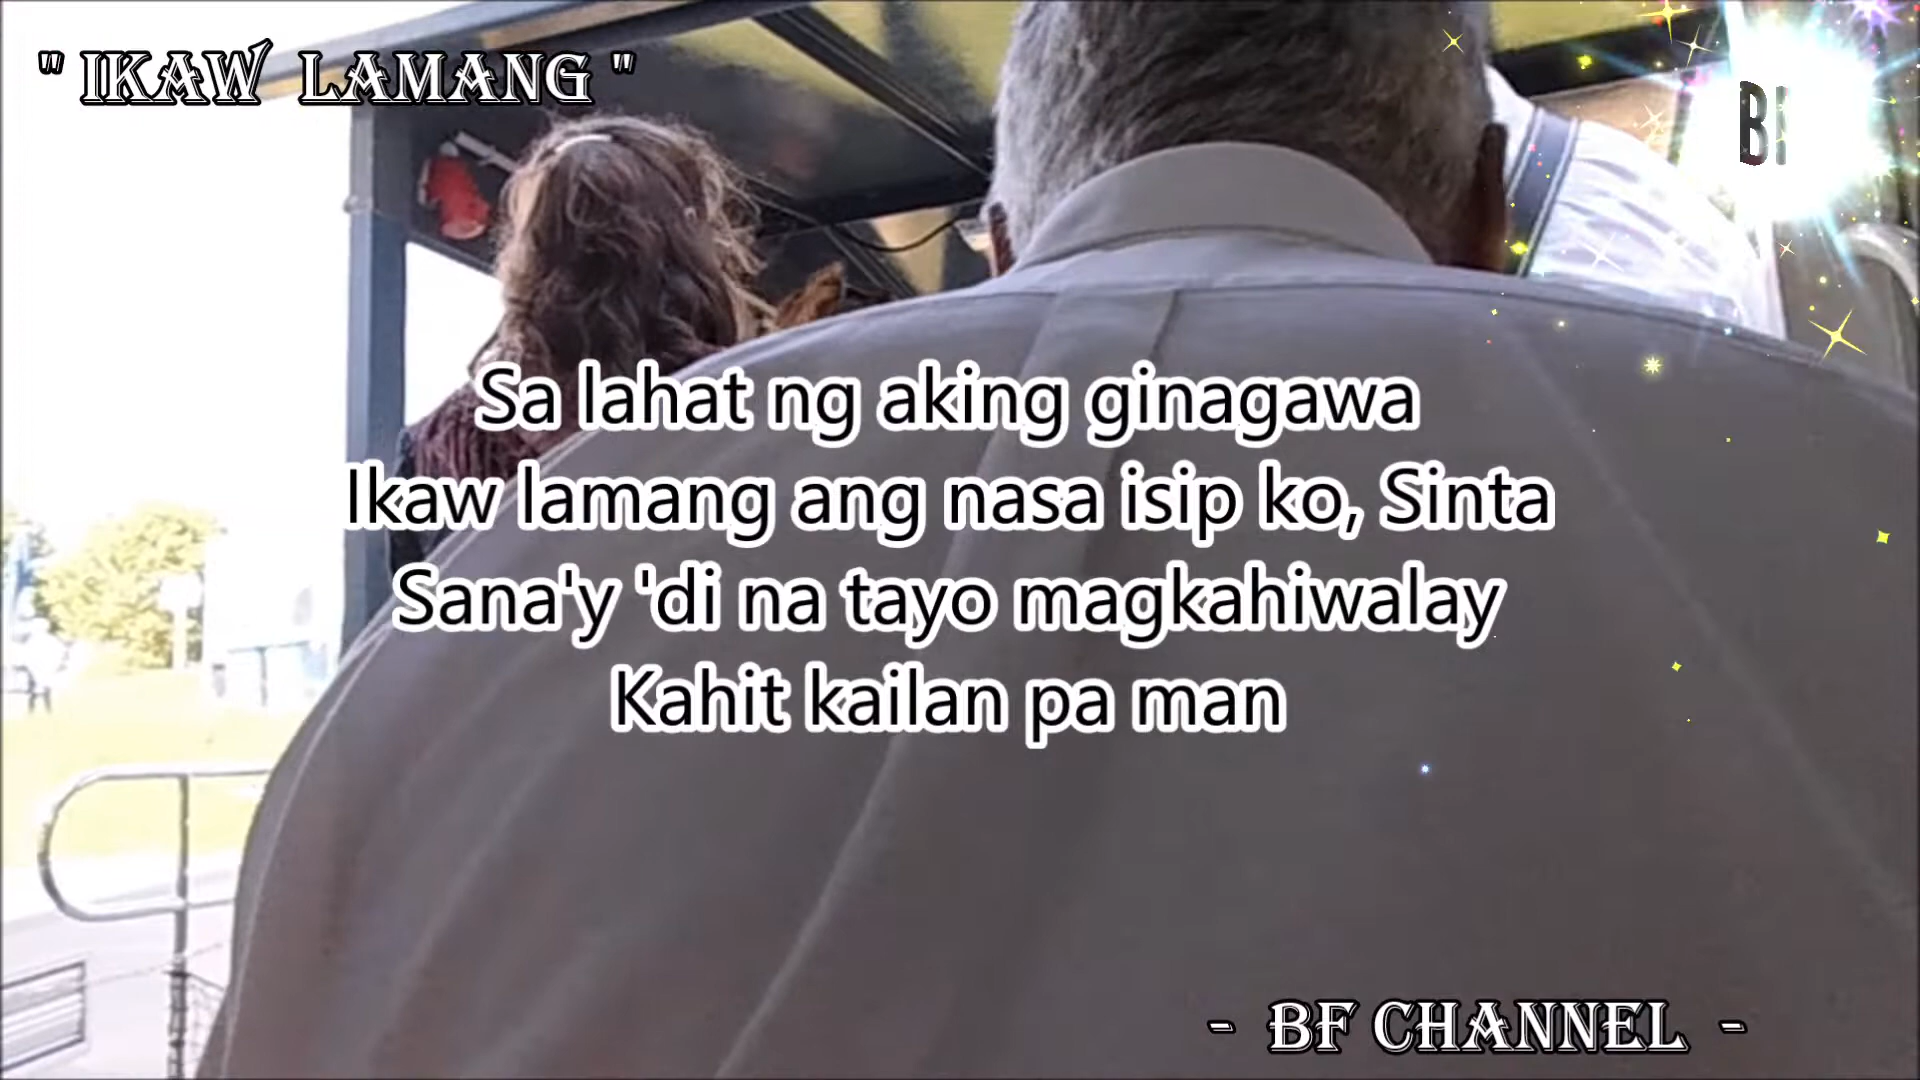 " IKAW LAMANG "
Sa lahat ng aking ginagawa
Ikaw lamang ang nasa isip ko, Sinta
Sana'y 'di na tayo magkahiwalay
Kahit kailan pa man
- BF CHANNEL -